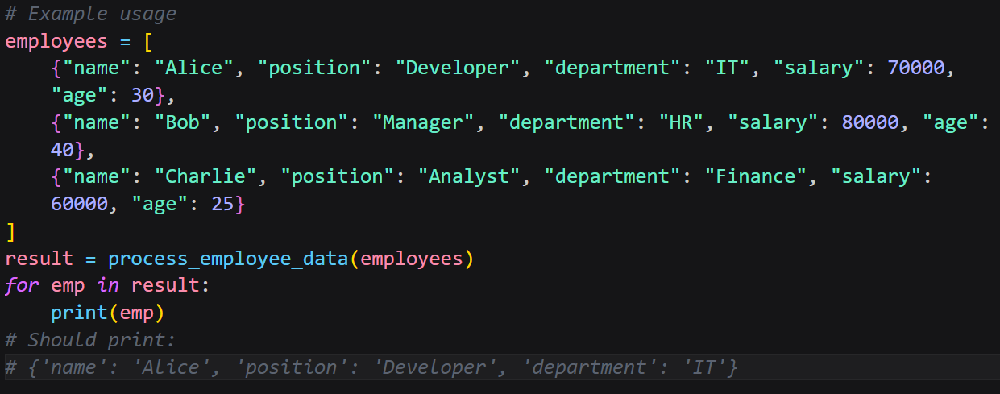 # Example usage
employees = [
    {"name": "Alice", "position": "Developer", "department": "IT", "salary": 70000,
    "age": 30},
    {"name": "Bob", "position": "Manager", "department": "HR", "salary": 80000, "age":
    40},
    {"name": "Charlie", "position": "Analyst", "department": "Finance", "salary":
    60000, "age": 25}
]
result = process_employee_data(employees)
for emp in result:
    print(emp)
# Should print:
# {'name': 'Alice', 'position': 'Developer', 'department': 'IT'}